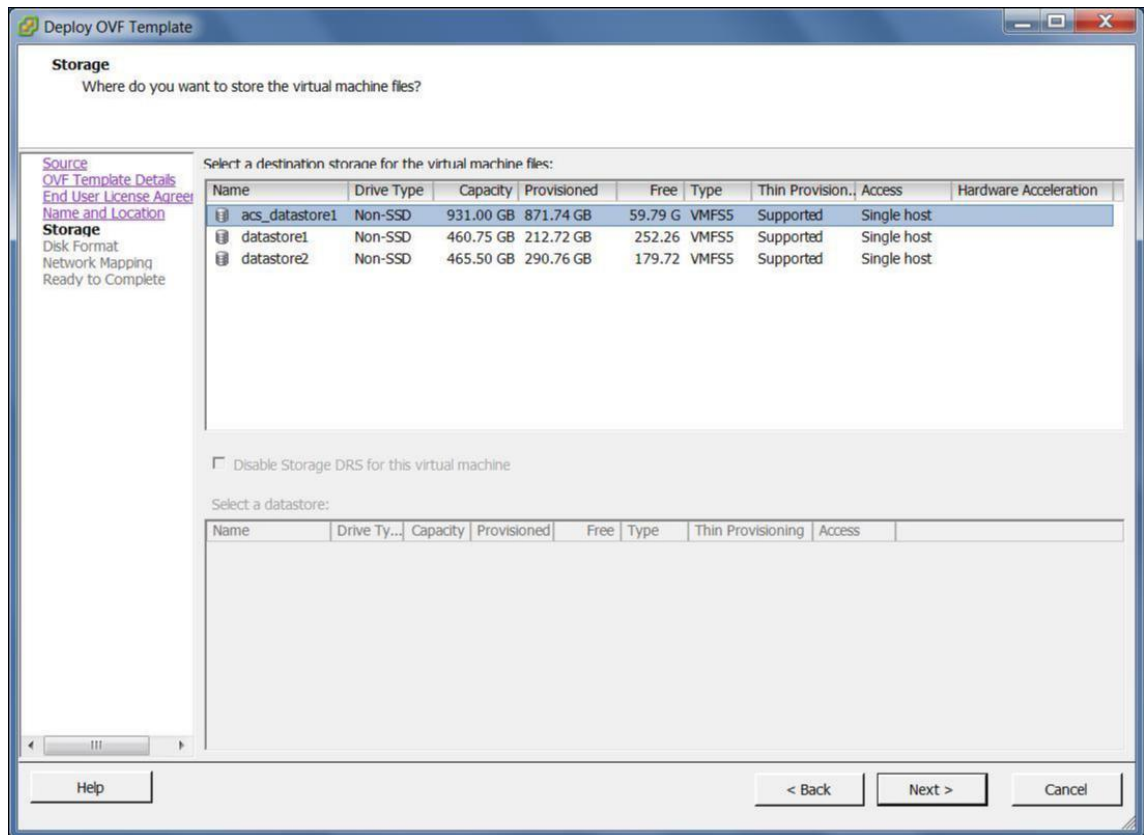 Deploy OVF Template
Storage
Where do you want to store the virtual machine files?
Source
OVF Template Details
End User License Agreer
Name and Location
Storage
Disk Format
Network Mapping
Ready to Complete
Select a destination storage for the virtual machine files:
Name Drive Type Capacity Provisioned Free Type Thin Provision.. Access Hardware Acceleration
acs_datastore1 Non-SSD 931.00 GB 871.74 GB 59.79 G VMFS5 Supported Single host
datastore1 Non-SSD 460.75 GB 212.72 GB 252.26 VMFS5 Supported Single host
datastore2 Non-SSD 465.50 GB 290.76 GB 179.72 VMFS5 Supported Single host
Disable Storage DRS for this virtual machine
Select a datastore:
Name Drive Ty... Capacity Provisioned Free Type Thin Provisioning Access
Help < Back Next > Cancel